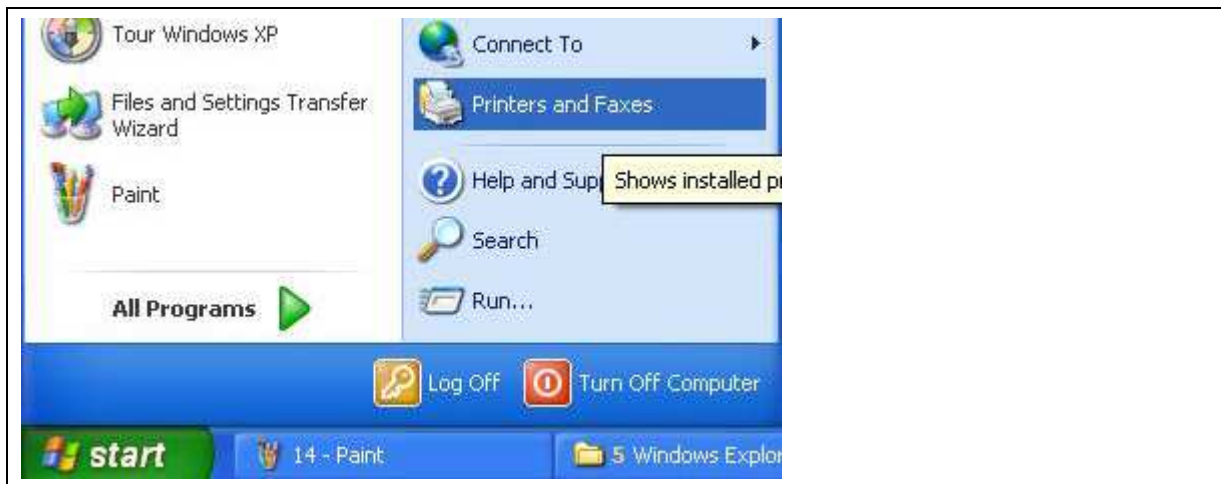 Tour Windows XP
Files and Settings Transfer
Wizard
Paint
All Programs
Connect To
Printers and Faxes
Help and Sup
Shows installed p
Search
Run...
Log Off
Turn Off Computer
start
14 - Paint
5 Windows Explor